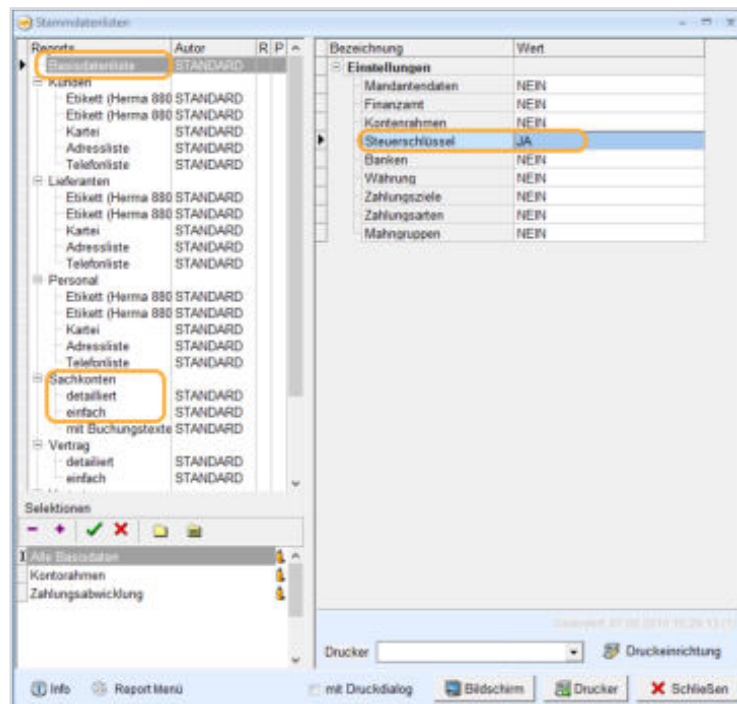 Stammdatenlisten
Reports Autor R P
Basisdatenliste STANDARD
Kunden
Etikett (Herma 880 STANDARD
Etikett (Herma 880 STANDARD
Kartei STANDARD
Adressliste STANDARD
Telefonliste STANDARD
Lieferanten
Etikett (Herma 880 STANDARD
Etikett (Herma 880 STANDARD
Kartei STANDARD
Adressliste STANDARD
Telefonliste STANDARD
Personal
Etikett (Herma 880 STANDARD
Etikett (Herma 880 STANDARD
Kartei STANDARD
Adressliste STANDARD
Telefonliste STANDARD
Sachkonten
detailliert STANDARD
einfach STANDARD
mit Buchungstexte STANDARD
Vertrag
detailiert STANDARD
einfach STANDARD
Selektionen
Alle Basisdaten
Kontorahmen
Zahlungsabwicklung
Bezeichnung Wert
Einstellungen
Mandantendaten NEIN
Finanzamt NEIN
Kontenrahmen NEIN
Steuerschlüssel JA
Banken NEIN
Währung NEIN
Zahlungsziele NEIN
Zahlungsarten NEIN
Mahngruppen NEIN
Drucker Druckeinrichtung
Info Report Menü mit Druckdialog Bildschirm Drucker Schließen